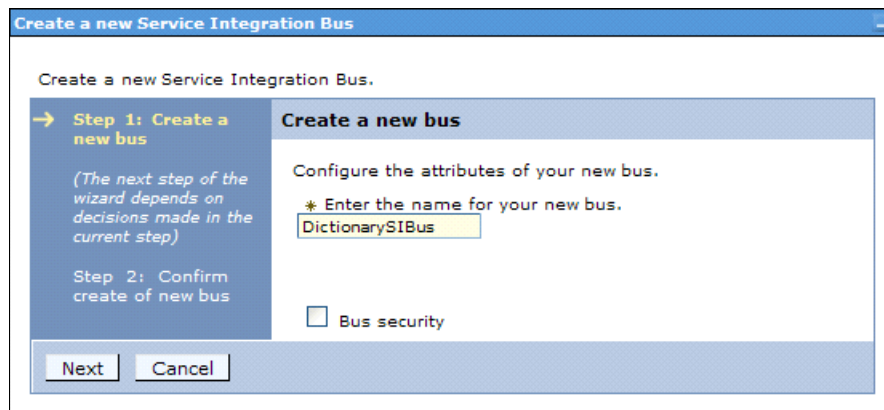 Create a new Service Integration Bus
Create a new Service Integration Bus.
Step 1: Create a
new bus
(The next step of the
wizard depends on
decisions made in the
current step)
Step 2: Confirm
create of new bus
Create a new bus
Configure the attributes of your new bus.
* Enter the name for your new bus.
DictionarySIBus
Bus security
Next
Cancel